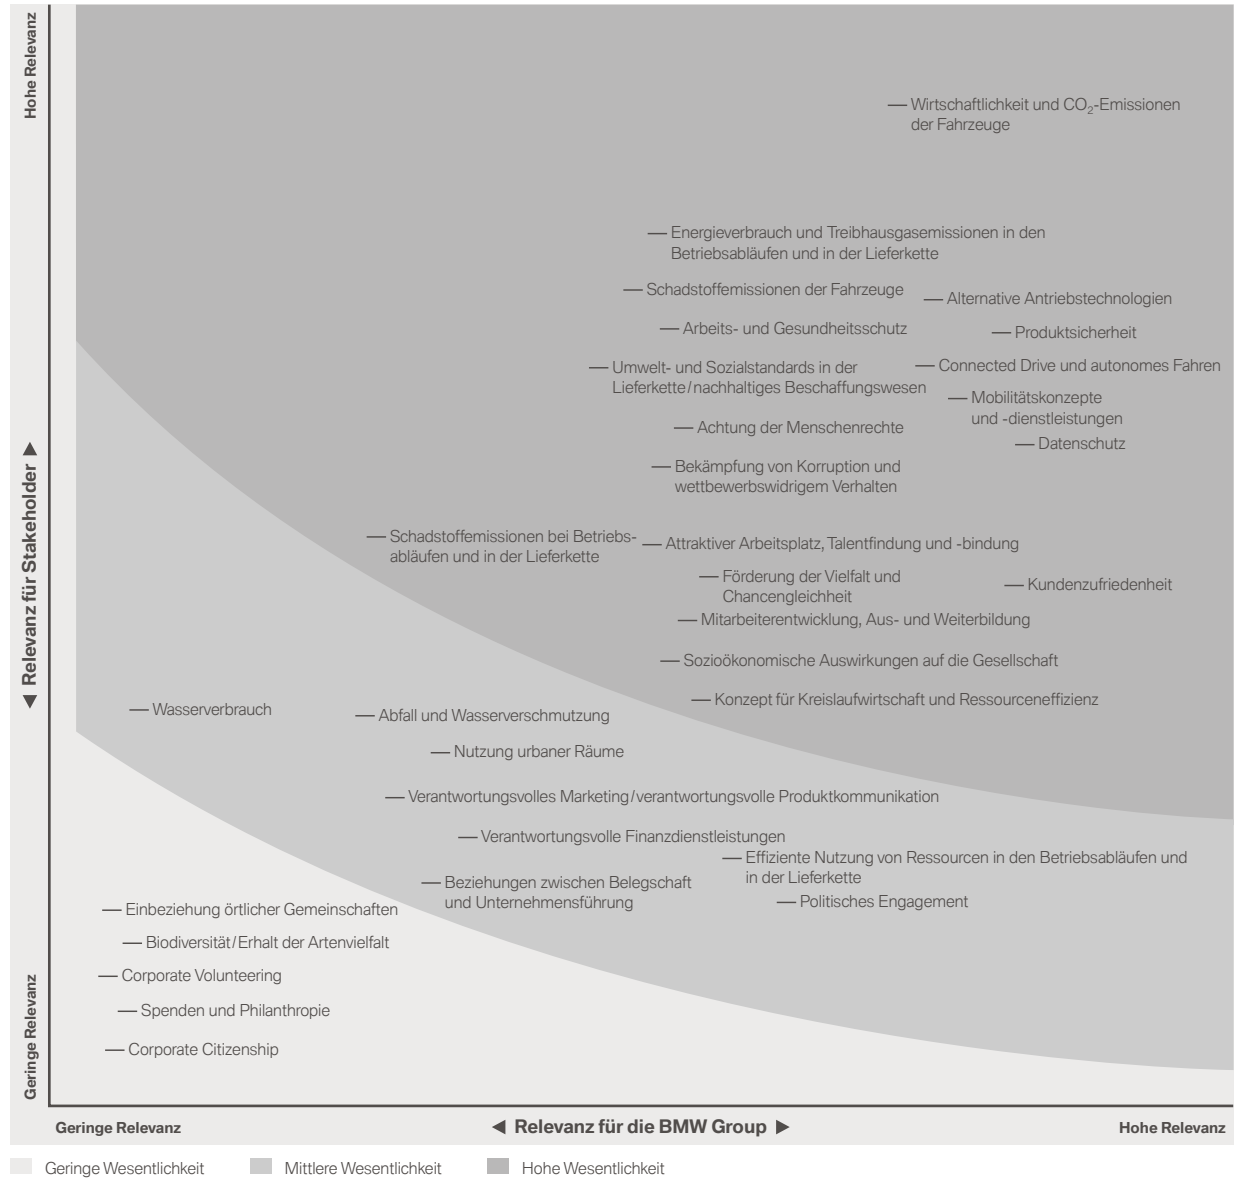 Hohe Relevanz
Wirtschaftlichkeit und CO₂-Emissionen
der Fahrzeuge
Energieverbrauch und Treibhausgasemissionen in den
Betriebsabläufen und in der Lieferkette
Schadstoffemissionen der Fahrzeuge
Alternative Antriebstechnologien
Arbeits- und Gesundheitsschutz
Produktsicherheit
Umwelt- und Sozialstandards in der
Lieferkette/nachhaltiges Beschaffungswesen
Connected Drive und autonomes Fahren
Mobilitätskonzepte
und -dienstleistungen
Achtung der Menschenrechte
Datenschutz
Bekämpfung von Korruption und
wettbewerbswidrigem Verhalten
◄ Relevanz für Stakeholder ►
Schadstoffemissionen bei Betriebs-
abläufen und in der Lieferkette
Attraktiver Arbeitsplatz, Talentfindung und -bindung
Förderung der Vielfalt und
Chancengleichheit
Kundenzufriedenheit
Mitarbeiterentwicklung, Aus- und Weiterbildung
Sozioökonomische Auswirkungen auf die Gesellschaft
Konzept für Kreislaufwirtschaft und Ressourceneffizienz
Wasserverbrauch
Abfall und Wasserverschmutzung
Nutzung urbaner Räume
Verantwortungsvolles Marketing/verantwortungsvolle Produktkommunikation
Verantwortungsvolle Finanzdienstleistungen
Effiziente Nutzung von Ressourcen in den Betriebsabläufen und
in der Lieferkette
Beziehungen zwischen Belegschaft
und Unternehmensführung
Politisches Engagement
Einbeziehung örtlicher Gemeinschaften
Biodiversität/Erhalt der Artenvielfalt
Corporate Volunteering
Spenden und Philanthropie
Corporate Citizenship
Geringe Relevanz
Geringe Relevanz
◄ Relevanz für die BMW Group ►
Hohe Relevanz
Geringe Wesentlichkeit
Mittlere Wesentlichkeit
Hohe Wesentlichkeit